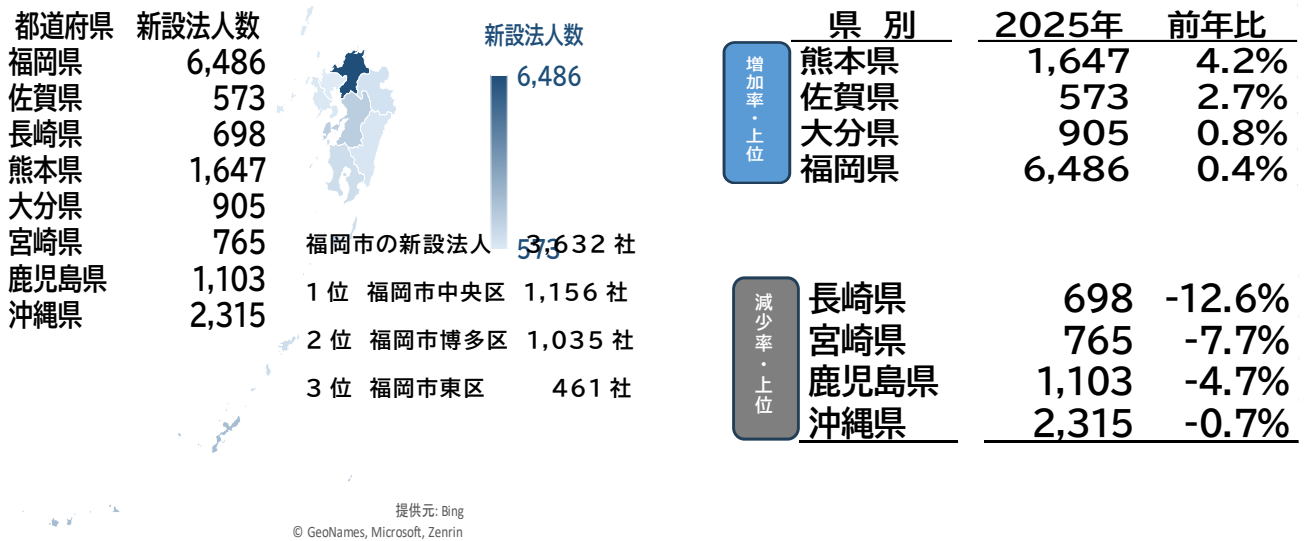 都道府県 新設法人数
福岡県 6,486
佐賀県 573
長崎県 698
熊本県 1,647
大分県 905
宮崎県 765
鹿児島県 1,103
沖縄県 2,315
新設法人数
6,486
573
福岡市の新設法人 3,632 社
1 位 福岡市中央区 1,156 社
2 位 福岡市博多区 1,035 社
3 位 福岡市東区 461 社
提供元: Bing
© GeoNames, Microsoft, Zenrin
県 別 2025年 前年比
増加率・上位
熊本県 1,647 4.2%
佐賀県 573 2.7%
大分県 905 0.8%
福岡県 6,486 0.4%
減少率・上位
長崎県 698 -12.6%
宮崎県 765 -7.7%
鹿児島県 1,103 -4.7%
沖縄県 2,315 -0.7%